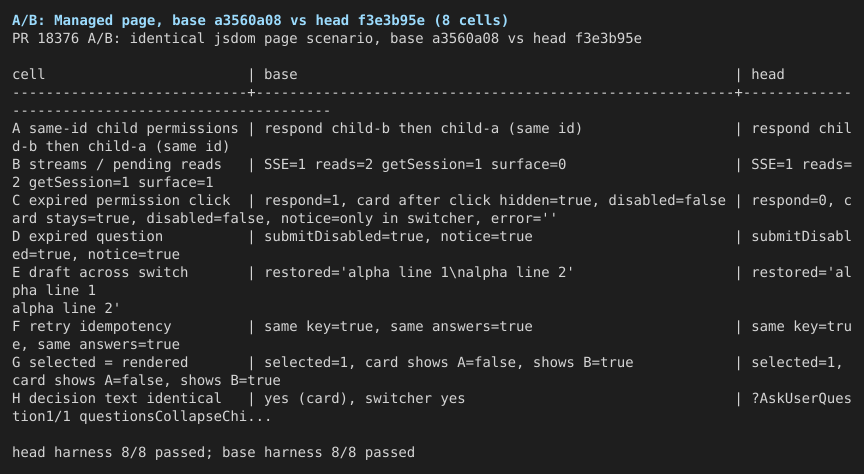 A/B: Managed page, base a3560a08 vs head f3e3b95e (8 cells)
PR 18376 A/B: identical jsdom page scenario, base a3560a08 vs head f3e3b95e
cell                        | base                                                     | head
----------------------------+----------------------------------------------------------+-------------
--------------------------------------
A same-id child permissions | respond child-b then child-a (same id)                   | respond chil
d-b then child-a (same id)
B streams / pending reads   | SSE=1 reads=2 getSession=1 surface=0                     | SSE=1 reads=
2 getSession=1 surface=1
C expired permission click  | respond=1, card after click hidden=true, disabled=false | respond=0, c
ard stays=true, disabled=false, notice=only in switcher, error=''
D expired question          | submitDisabled=true, notice=true                         | submitDisabl
ed=true, notice=true
E draft across switch       | restored='alpha line 1\nalpha line 2'                    | restored='al
pha line 1
alpha line 2'
F retry idempotency         | same key=true, same answers=true                         | same key=tru
e, same answers=true
G selected = rendered       | selected=1, card shows A=false, shows B=true             | selected=1,
card shows A=false, shows B=true
H decision text identical   | yes (card), switcher yes                                 | ?AskUserQues
tion1/1 questionsCollapseChi...
head harness 8/8 passed; base harness 8/8 passed